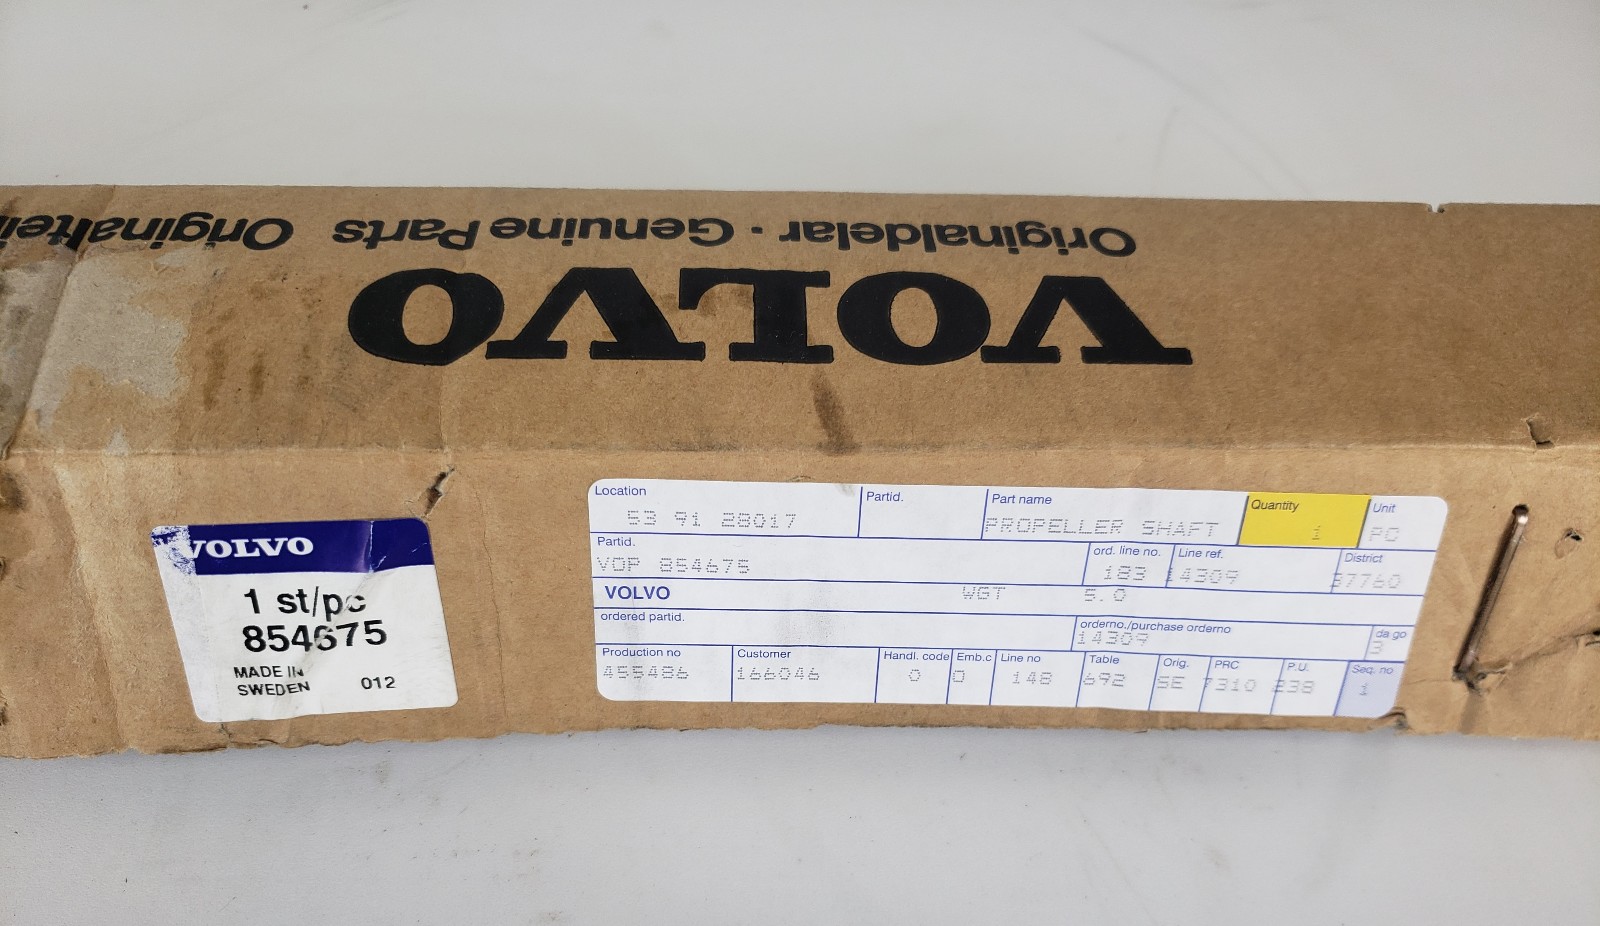 Originaldelar · Genuine Parts Originalteil
VOLVO
VOLVO
1 st/pc
854675
MADE IN
SWEDEN 012
Location Partid. Part name Quantity Unit
53 91 28017 PROPELLER SHAFT 1 PC
Partid. ord. line no. Line ref. District
VOP 854675 183 14309 37760
VOLVO WGT 5.0
ordered partid. orderno./purchase orderno da go
14309 3
Production no Customer Handl. code Emb.c Line no Table Orig. PRC P.U. Seq. no
455486 166046 0 0 148 692 SE 7310 238 1